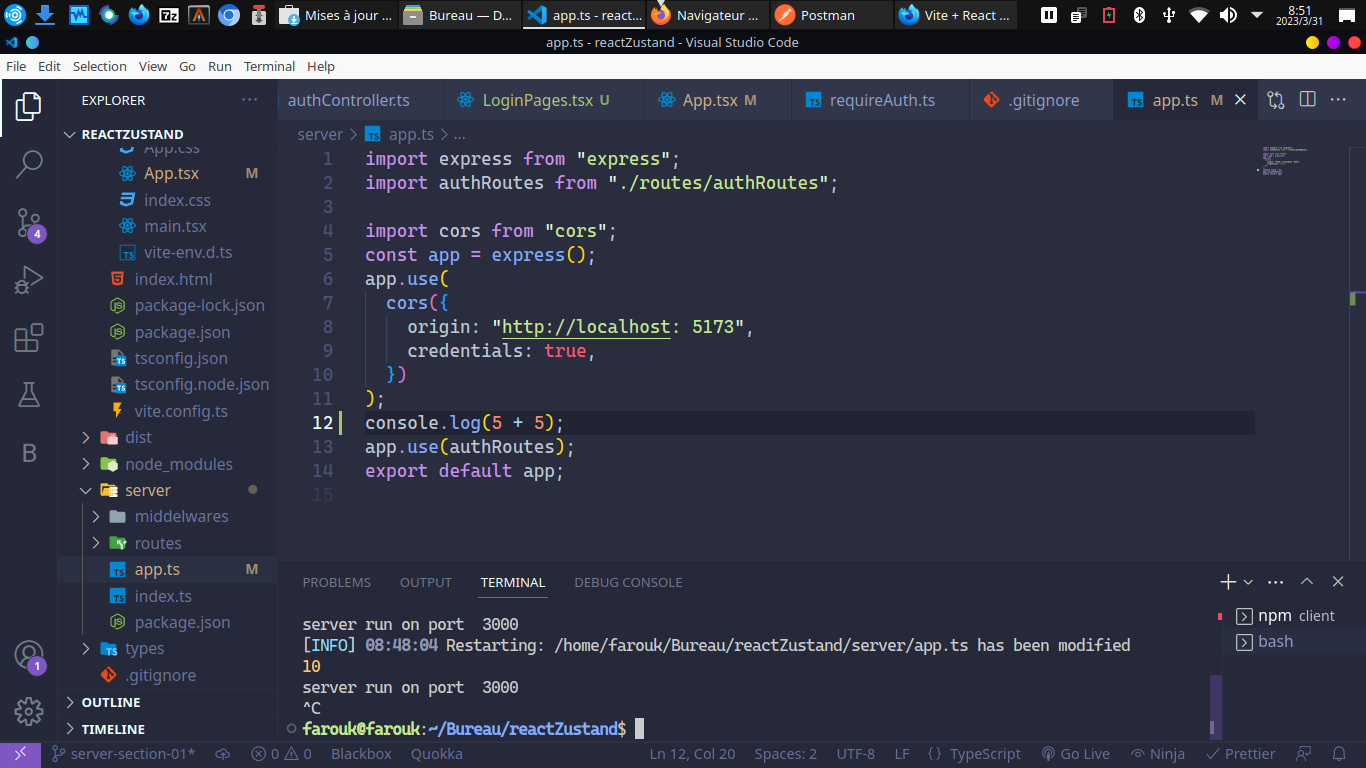 Mises à jour ...
Bureau — D...
app.ts - react...
Navigateur ...
Postman
Vite + React ...
8:51
2023/3/31
app.ts - reactZustand - Visual Studio Code
File Edit Selection View Go Run Terminal Help
EXPLORER
authController.ts
LoginPages.tsx U
App.tsx M
requireAuth.ts
.gitignore
app.ts M
REACTZUSTAND
App.css
App.tsx M
index.css
main.tsx
vite-env.d.ts
index.html
package-lock.json
package.json
tsconfig.json
tsconfig.node.json
vite.config.ts
dist
node_modules
server
middelwares
routes
app.ts M
index.ts
package.json
types
.gitignore
OUTLINE
TIMELINE
4
B
1
server > TS app.ts > ...
1 import express from "express";
2 import authRoutes from "./routes/authRoutes";
3
4 import cors from "cors";
5 const app = express();
6 app.use(
7 cors({
8 origin: "http://localhost: 5173",
9 credentials: true,
10 })
11 );
12 console.log(5 + 5);
13 app.use(authRoutes);
14 export default app;
15
PROBLEMS OUTPUT TERMINAL DEBUG CONSOLE
server run on port 3000
[INFO] 08:48:04 Restarting: /home/farouk/Bureau/reactZustand/server/app.ts has been modified
10
server run on port 3000
^C
farouk@farouk:~/Bureau/reactZustand$
npm client
bash
server-section-01* 0 0 Blackbox Quokka Ln 12, Col 20 Spaces: 2 UTF-8 LF {} TypeScript Go Live Ninja Prettier